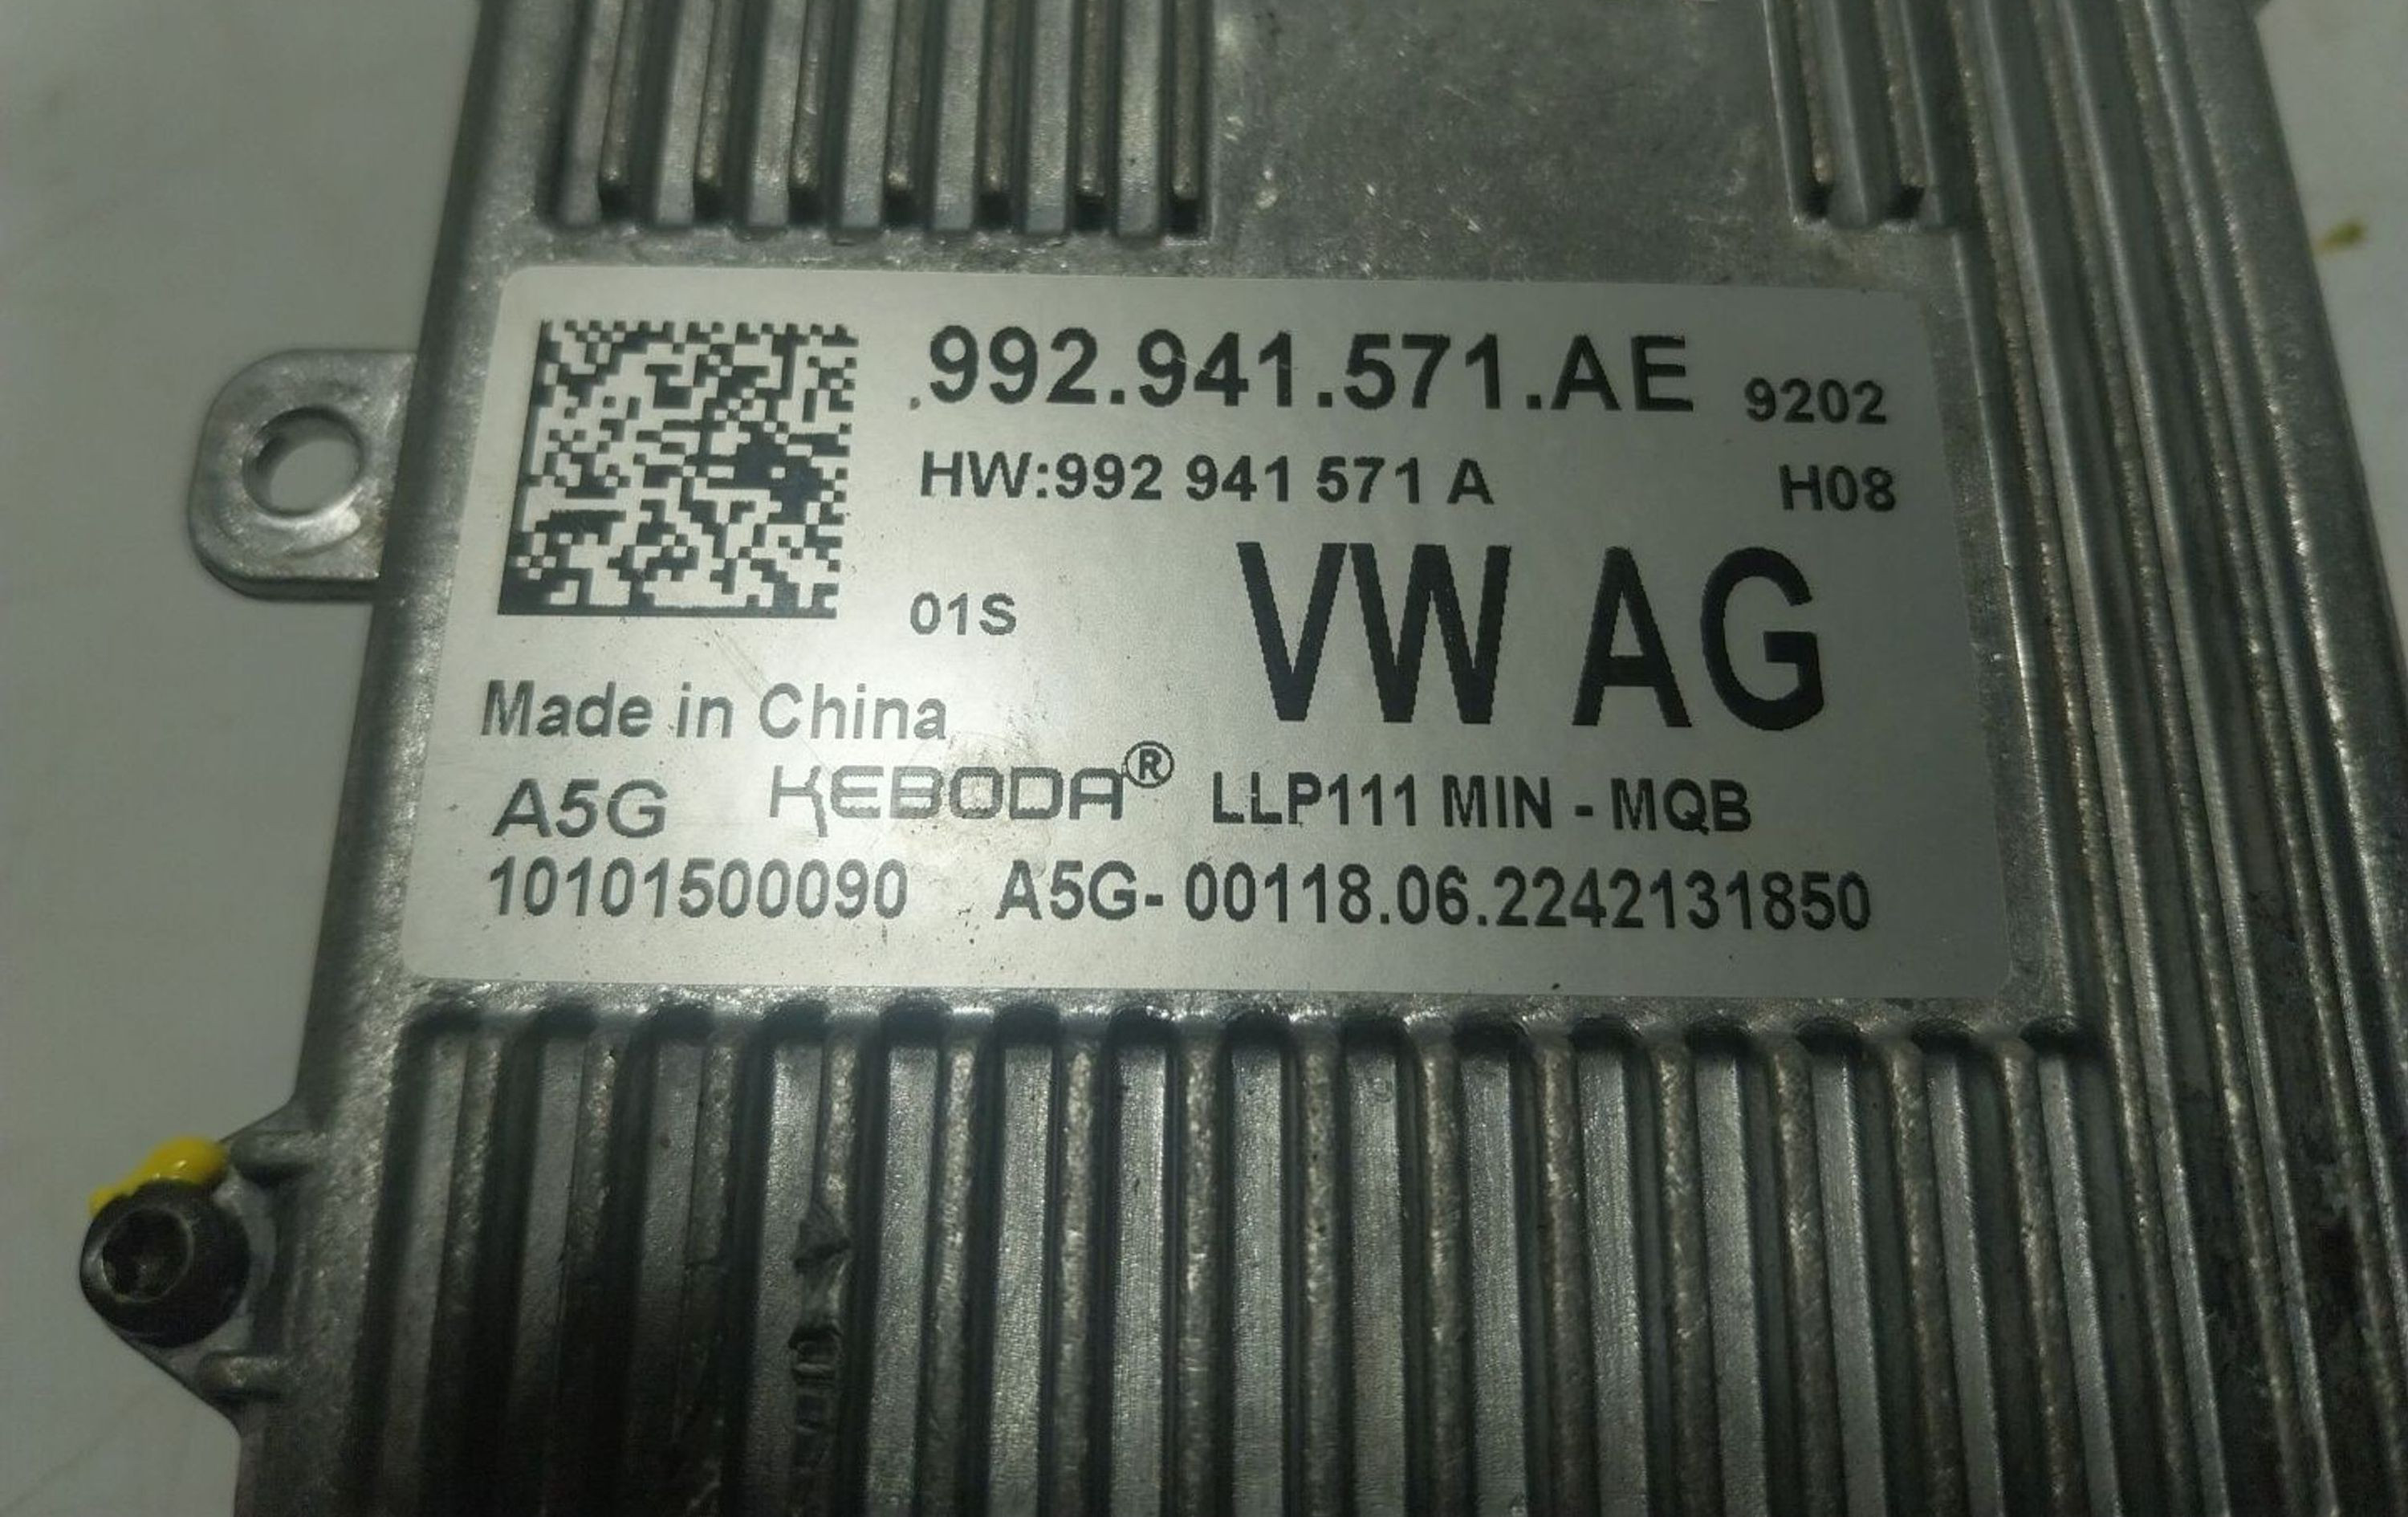 .992.941.571.AE 9202
HW:992 941 571 A H08
01S VW AG
Made in China
A5G KEBODA® LLP111 MIN - MQB
10101500090 A5G- 00118.06.2242131850